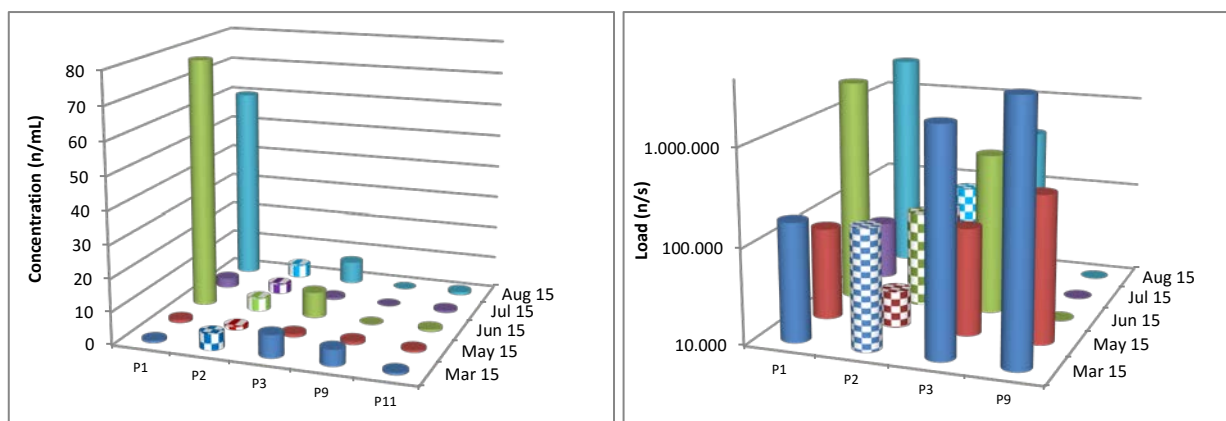 Concentration (n/mL)
80
70
60
50
40
30
20
10
0
P1
P2
P3
P9
P11
Mar 15
May 15
Jun 15
Jul 15
Aug 15
Load (n/s)
1.000.000
100.000
10.000
P1
P2
P3
P9
Mar 15
May 15
Jun 15
Jul 15
Aug 15